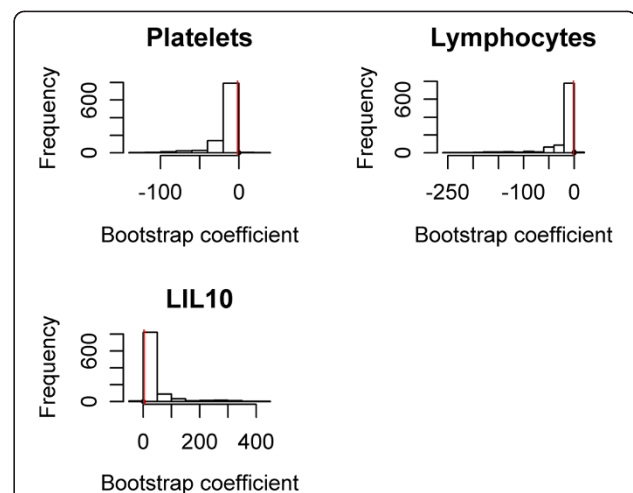 Platelets
Frequency
600
0
-100
0
Bootstrap coefficient
Lymphocytes
Frequency
600
0
-250
-100
0
Bootstrap coefficient
LIL10
Frequency
600
0
0
200
400
Bootstrap coefficient